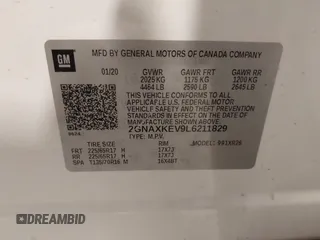 GM
MFD BY GENERAL MOTORS OF CANADA COMPANY
01/20 GVWR GAWR FRT GAWR RR
2025 KG 1175 KG 1200 KG
4464 LB 2590 LB 2645 LB
THIS VEHICLE CONFORMS TO ALL APPLICABLE
U.S. FEDERAL MOTOR VEHICLE SAFETY, BUMPER,
AND THEFT PREVENTION STANDARDS IN EFFECT ON
THE DATE OF MANUFACTURE SHOWN ABOVE.
2GNAXKEV9L6211829
TYPE: M.P.V.
TIRE SIZE RIM MODEL:
FRT 225/65R17 H 17X7J
RR 225/65R17 H 17X7J
SPA T135/70R16 M 16X4BT